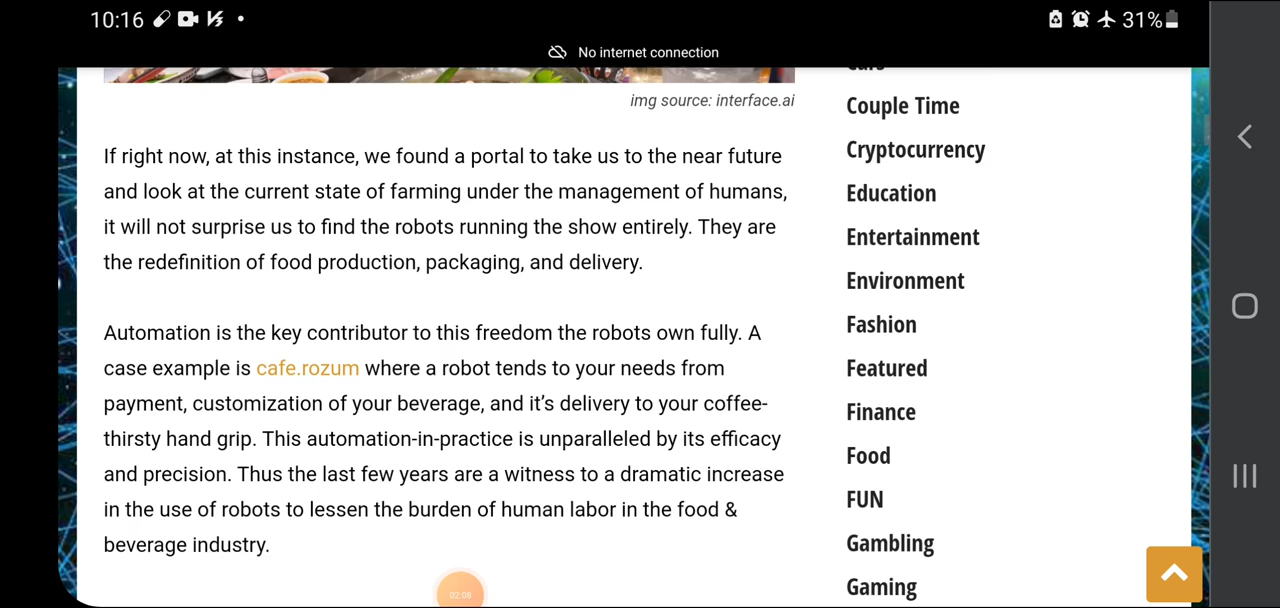 10:16
31%
No internet connection
img source: interface.ai
If right now, at this instance, we found a portal to take us to the near future
and look at the current state of farming under the management of humans,
it will not surprise us to find the robots running the show entirely. They are
the redefinition of food production, packaging, and delivery.
Automation is the key contributor to this freedom the robots own fully. A
case example is cafe.rozum where a robot tends to your needs from
payment, customization of your beverage, and it’s delivery to your coffee-
thirsty hand grip. This automation-in-practice is unparalleled by its efficacy
and precision. Thus the last few years are a witness to a dramatic increase
in the use of robots to lessen the burden of human labor in the food &
beverage industry.
02:08
Couple Time
Cryptocurrency
Education
Entertainment
Environment
Fashion
Featured
Finance
Food
FUN
Gambling
Gaming